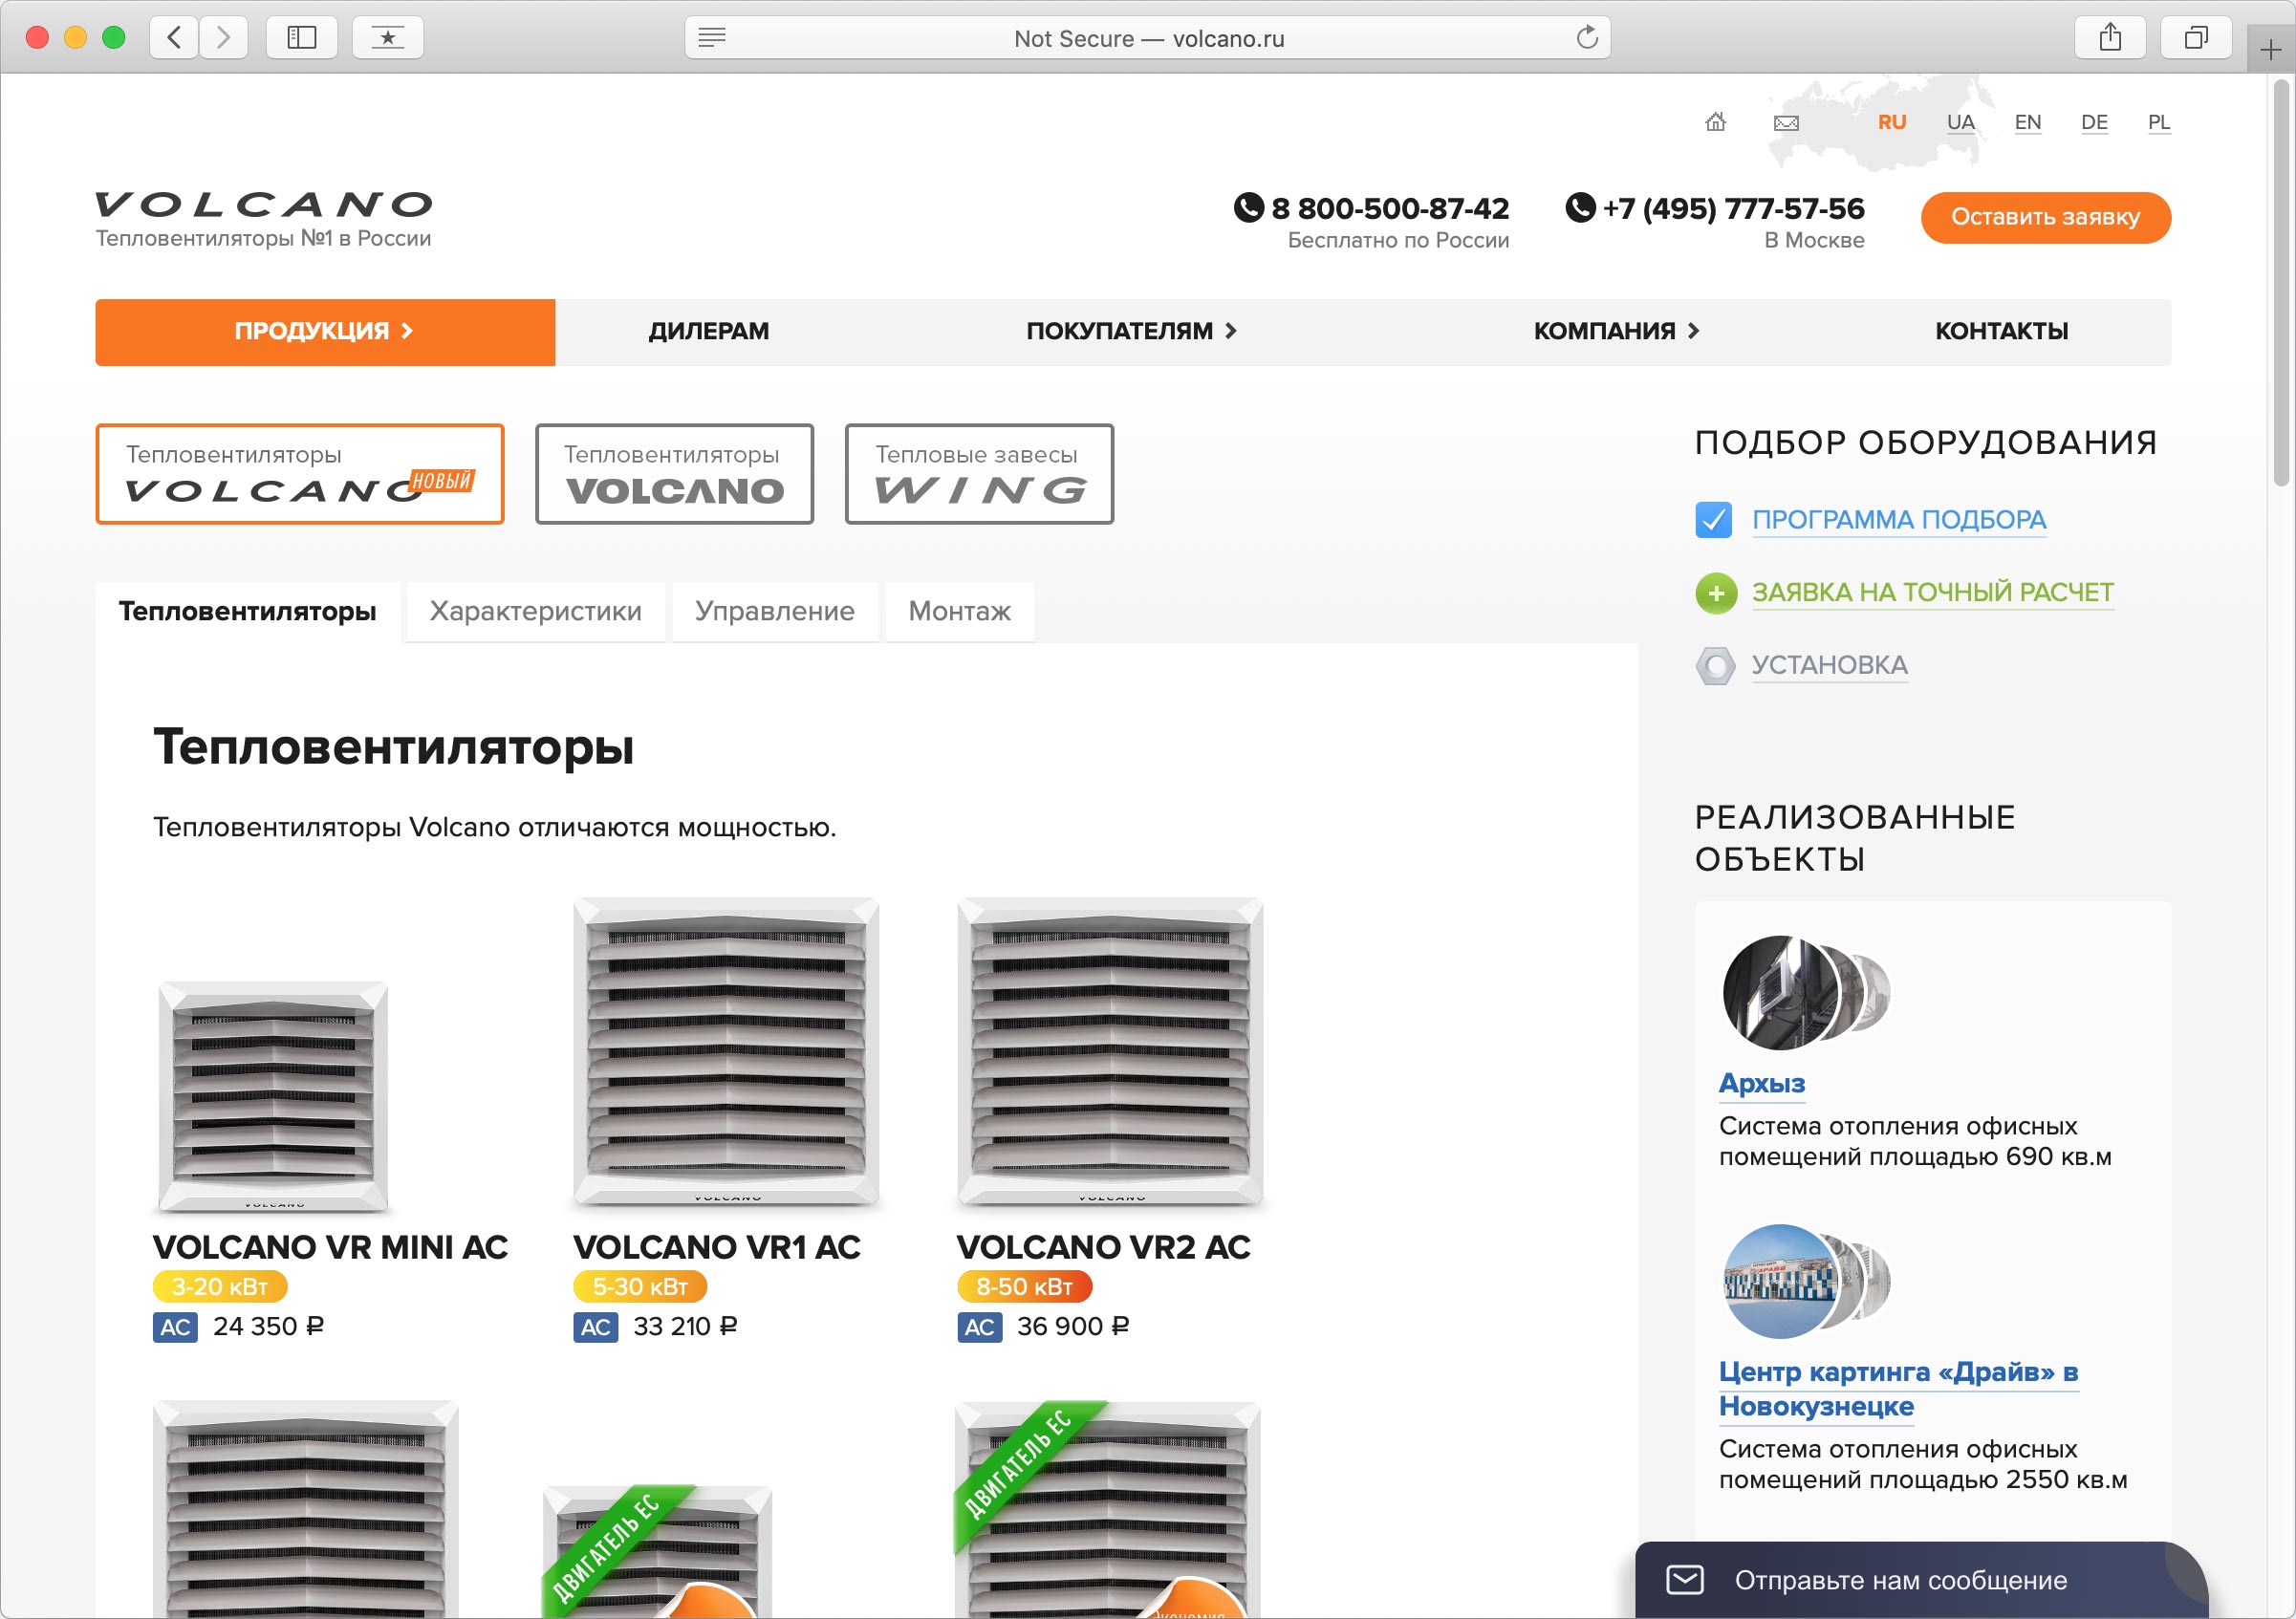 Not Secure — volcano.ru
RU UA EN DE PL
VOLCANO
Тепловентиляторы №1 в России
8 800-500-87-42
Бесплатно по России
+7 (495) 777-57-56
В Москве
Оставить заявку
ПРОДУКЦИЯ ДИЛЕРАМ ПОКУПАТЕЛЯМ КОМПАНИЯ КОНТАКТЫ
Тепловентиляторы
VOLCANO НОВЫЙ
Тепловентиляторы
VOLCANO
Тепловые завесы
WING
Тепловентиляторы Характеристики Управление Монтаж
Тепловентиляторы
Тепловентиляторы Volcano отличаются мощностью.
VOLCANO
VOLCANO VR MINI AC
3-20 кВт
AC 24 350 ₽
VOLCANO
VOLCANO VR1 AC
5-30 кВт
AC 33 210 ₽
VOLCANO
VOLCANO VR2 AC
8-50 кВт
AC 36 900 ₽
ДВИГАТЕЛЬ ЕС
ДВИГАТЕЛЬ ЕС
Экономия
ПОДБОР ОБОРУДОВАНИЯ
ПРОГРАММА ПОДБОРА
ЗАЯВКА НА ТОЧНЫЙ РАСЧЕТ
УСТАНОВКА
РЕАЛИЗОВАННЫЕ
ОБЪЕКТЫ
Архыз
Система отопления офисных
помещений площадью 690 кв.м
Центр картинга «Драйв» в
Новокузнецке
Система отопления офисных
помещений площадью 2550 кв.м
Отправьте нам сообщение